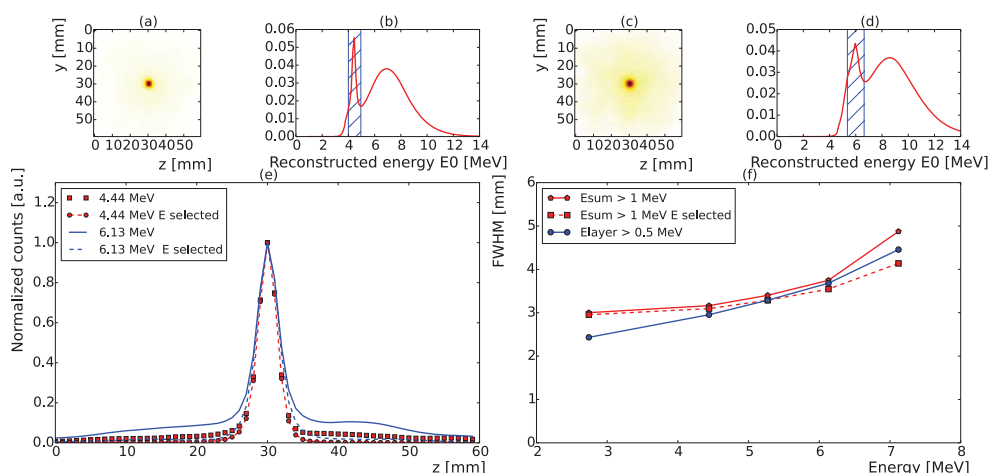 (a)
y [mm]
0
10
20
30
40
50
0 1020304050
z [mm]
(b)
0.06
0.05
0.04
0.03
0.02
0.01
0.00
0 2 4 6 8 10 12 14
Reconstructed energy E0 [MeV]
(c)
y [mm]
0
10
20
30
40
50
0 1020304050
z [mm]
(d)
0.05
0.04
0.03
0.02
0.01
0.00
0 2 4 6 8 10 12 14
Reconstructed energy E0 [MeV]
(e)
Normalized counts [a.u.]
1.2
1.0
0.8
0.6
0.4
0.2
0.0
4.44 MeV
4.44 MeV E selected
6.13 MeV
6.13 MeV E selected
0 10 20 30 40 50 60
z [mm]
(f)
FWHM [mm]
6
5
4
3
2
1
0
Esum > 1 MeV
Esum > 1 MeV E selected
Elayer > 0.5 MeV
2 3 4 5 6 7 8
Energy [MeV]